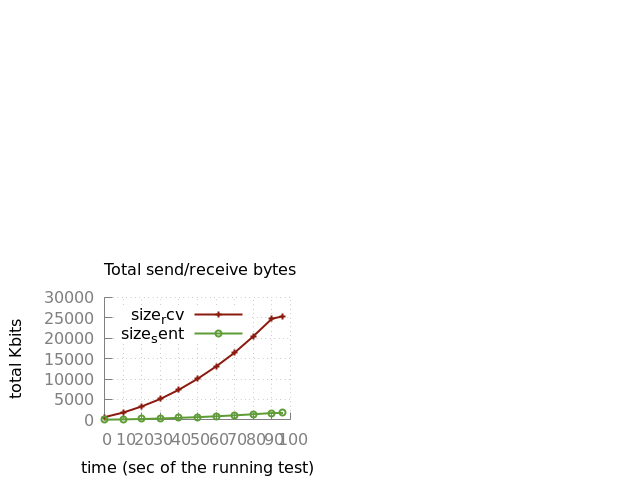 Total send/receive bytes
30000
25000
20000
15000
10000
5000
0
size_rcv
size_sent
total Kbits
0 10 20 30 40 50 60 70 80 90 100
time (sec of the running test)